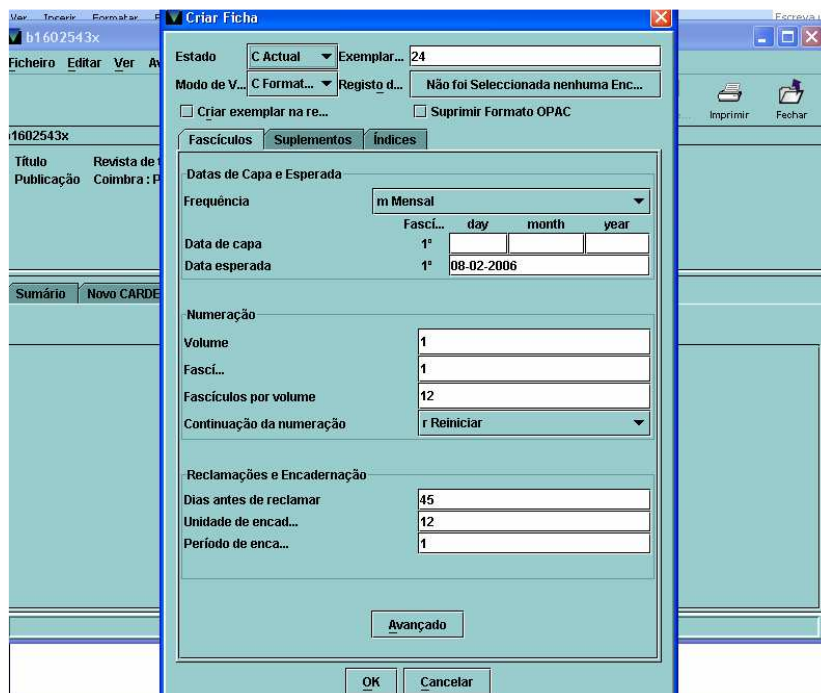 Ver Inserir Formatar
Criar Ficha
Escreva
b1602543x
Ficheiro Editar Ver
Estado C Actual Exemplar... 24
Modo de V... C Format... Registo d... Não foi Seleccionada nenhuma Enc...
Criar exemplar na re... Suprimir Formato OPAC
Imprimir Fechar
1602543x
Fascículos Suplementos Índices
Título Revista de
Publicação Coimbra : P
Datas de Capa e Esperada
Frequência m Mensal
Fascí... day month year
Data de capa 1º
Data esperada 1º 08-02-2006
Sumário Novo CARDE
Numeração
Volume 1
Fascí... 1
Fascículos por volume 12
Continuação da numeração r Reiniciar
Reclamações e Encadernação
Dias antes de reclamar 45
Unidade de encad... 12
Período de enca... 1
Avançado
OK Cancelar